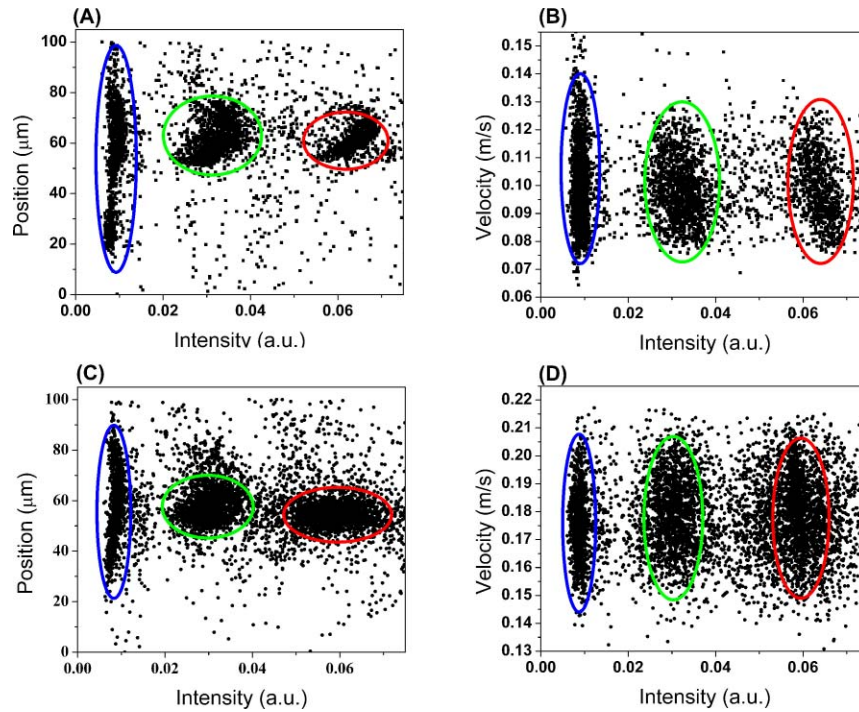 (A)
100
80
60
40
20
0
Position (μm)
0.00 0.02 0.04 0.06
Intensity (a.u.)
(B)
0.15
0.14
0.13
0.12
0.11
0.10
0.09
0.08
0.07
0.06
Velocity (m/s)
0.00 0.02 0.04 0.06
Intensity (a.u.)
(C)
100
80
60
40
20
0
Position (μm)
0.00 0.02 0.04 0.06
Intensity (a.u.)
(D)
0.22
0.21
0.20
0.19
0.18
0.17
0.16
0.15
0.14
0.13
Velocity (m/s)
0.00 0.02 0.04 0.06
Intensity (a.u.)